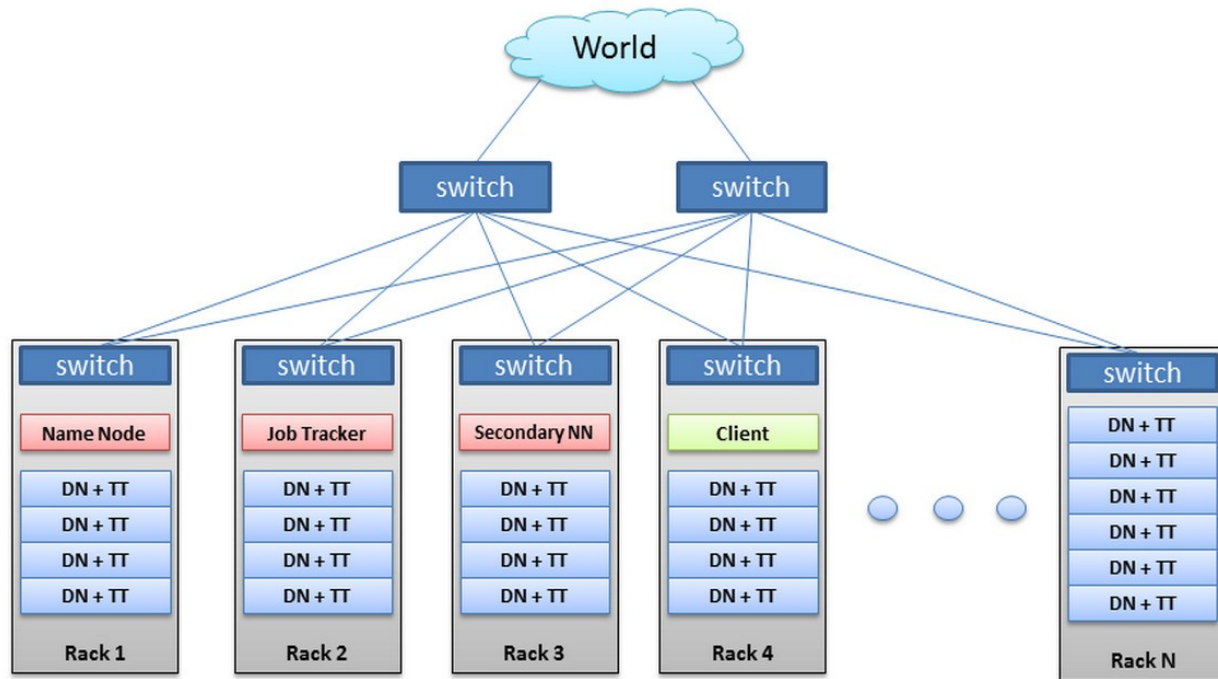 World
switch
switch
switch
Name Node
DN + TT
DN + TT
DN + TT
DN + TT
Rack 1
switch
Job Tracker
DN + TT
DN + TT
DN + TT
DN + TT
Rack 2
switch
Secondary NN
DN + TT
DN + TT
DN + TT
DN + TT
Rack 3
switch
Client
DN + TT
DN + TT
DN + TT
DN + TT
Rack 4
switch
DN + TT
DN + TT
DN + TT
DN + TT
DN + TT
DN + TT
Rack N